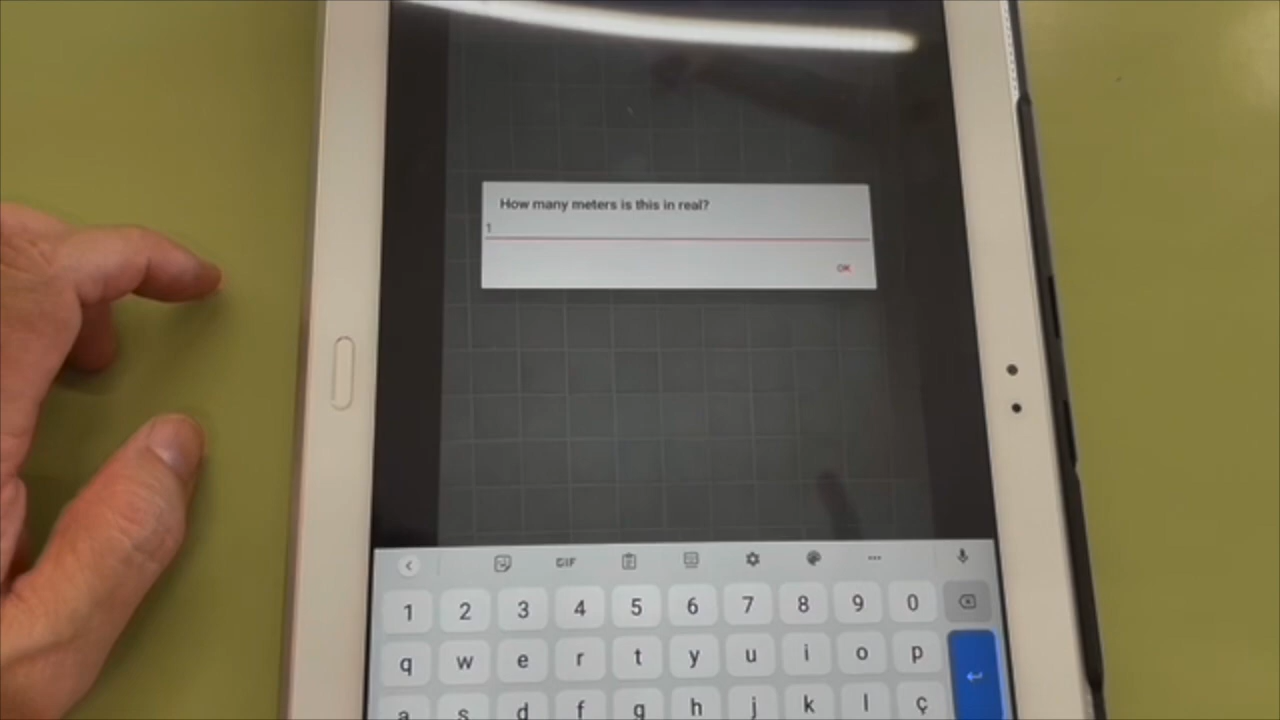 How many meters is this in real?
1
OK
GIF
1 2 3 4 5 6 7 8 9 0
q w e r t y u i o p
a s d f g h j k l ç